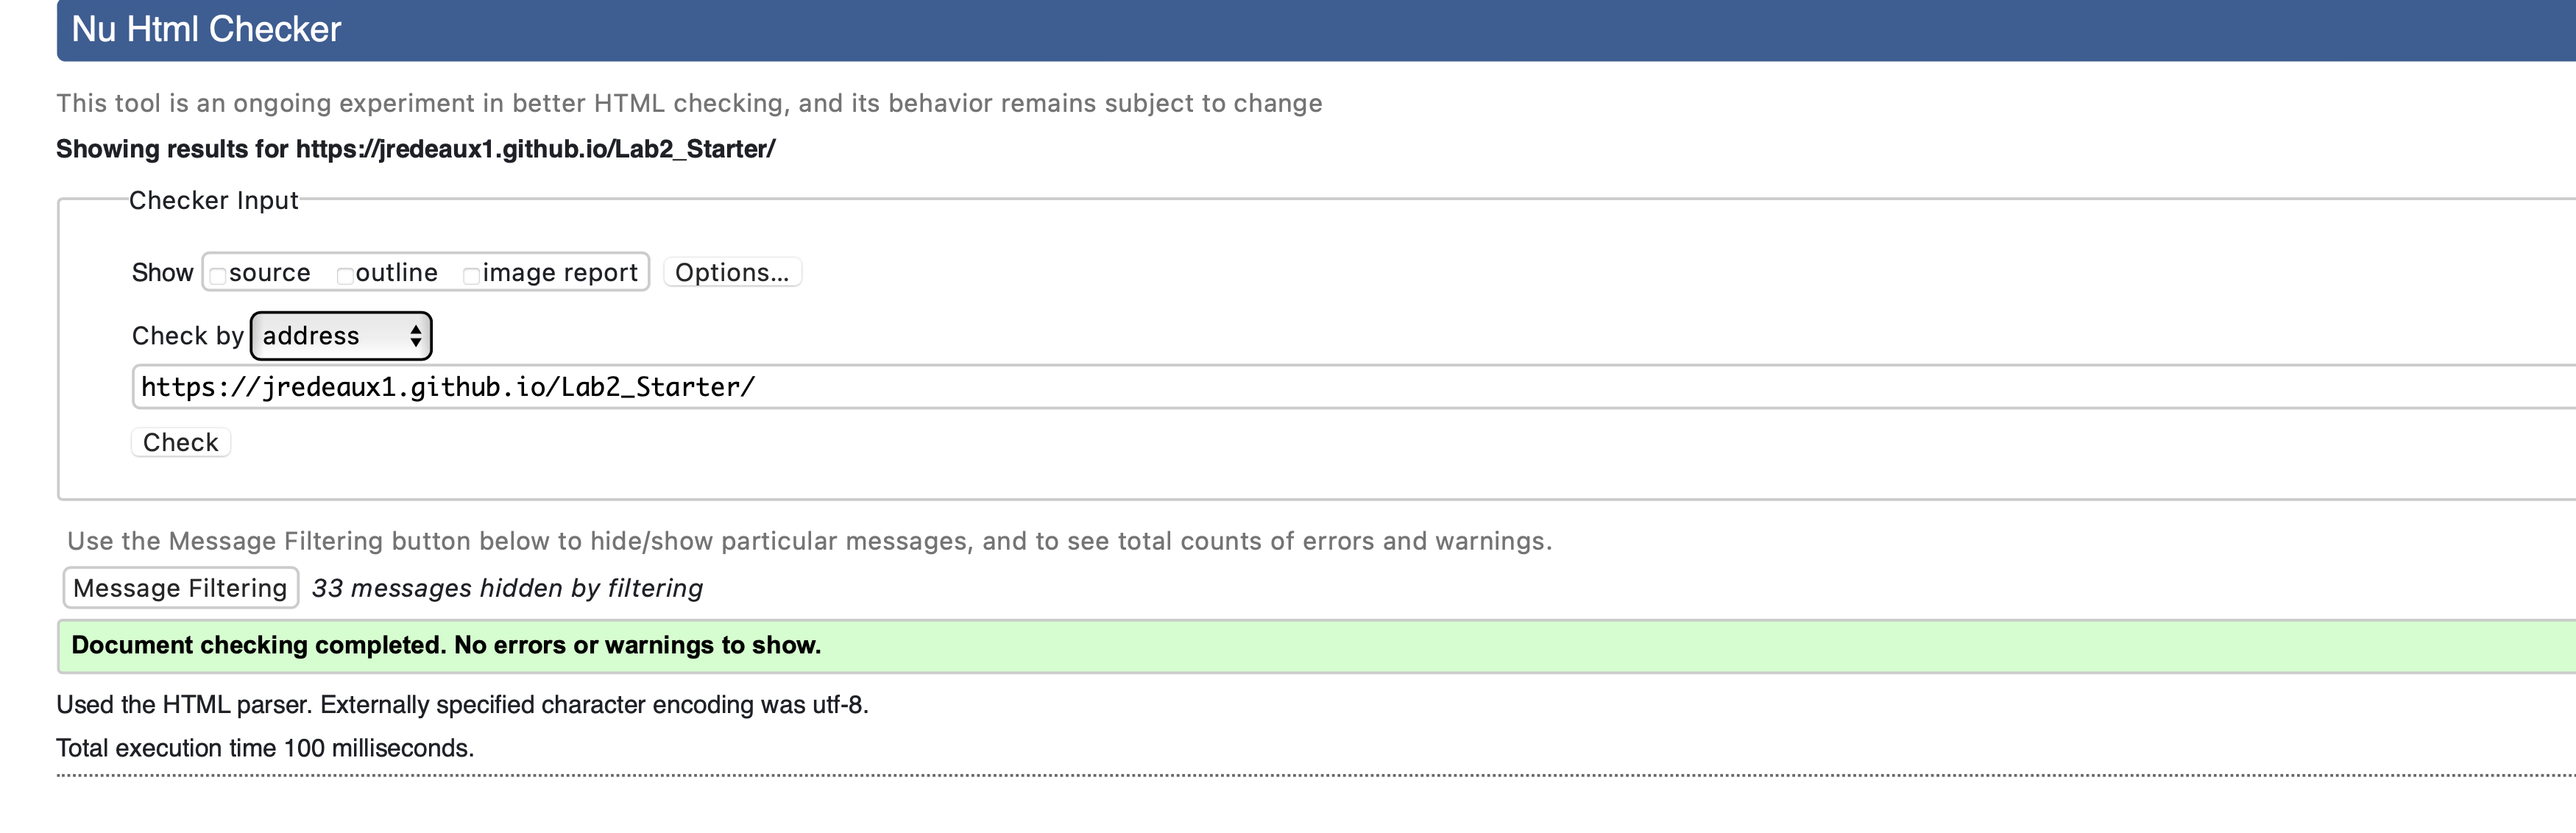 Nu Html Checker
This tool is an ongoing experiment in better HTML checking, and its behavior remains subject to change
Showing results for https://jredeaux1.github.io/Lab2_Starter/
Checker Input
Show source outline image report Options...
Check by address
https://jredeaux1.github.io/Lab2_Starter/
Check
Use the Message Filtering button below to hide/show particular messages, and to see total counts of errors and warnings.
Message Filtering 33 messages hidden by filtering
Document checking completed. No errors or warnings to show.
Used the HTML parser. Externally specified character encoding was utf-8.
Total execution time 100 milliseconds.